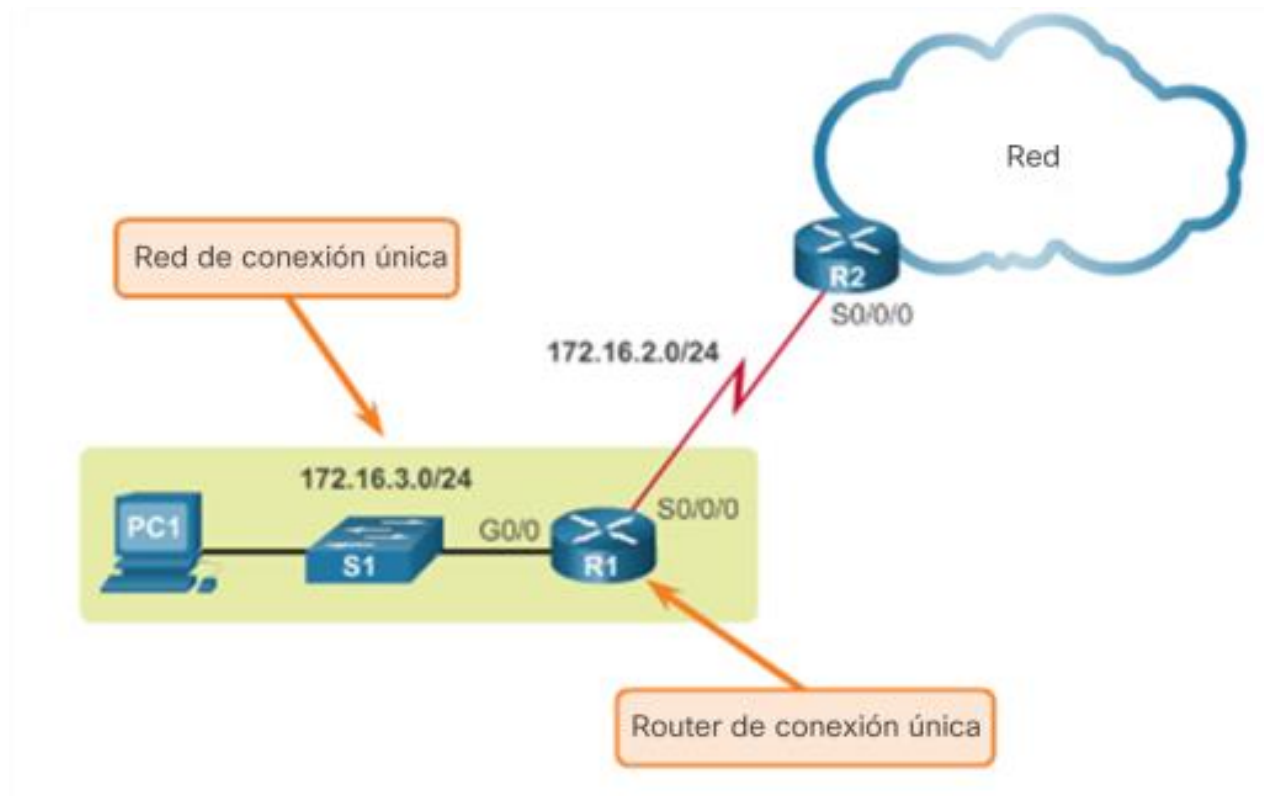 Red
Red de conexión única
R2
S0/0/0
172.16.2.0/24
172.16.3.0/24
PC1
S1
G0/0
R1
S0/0/0
Router de conexión única